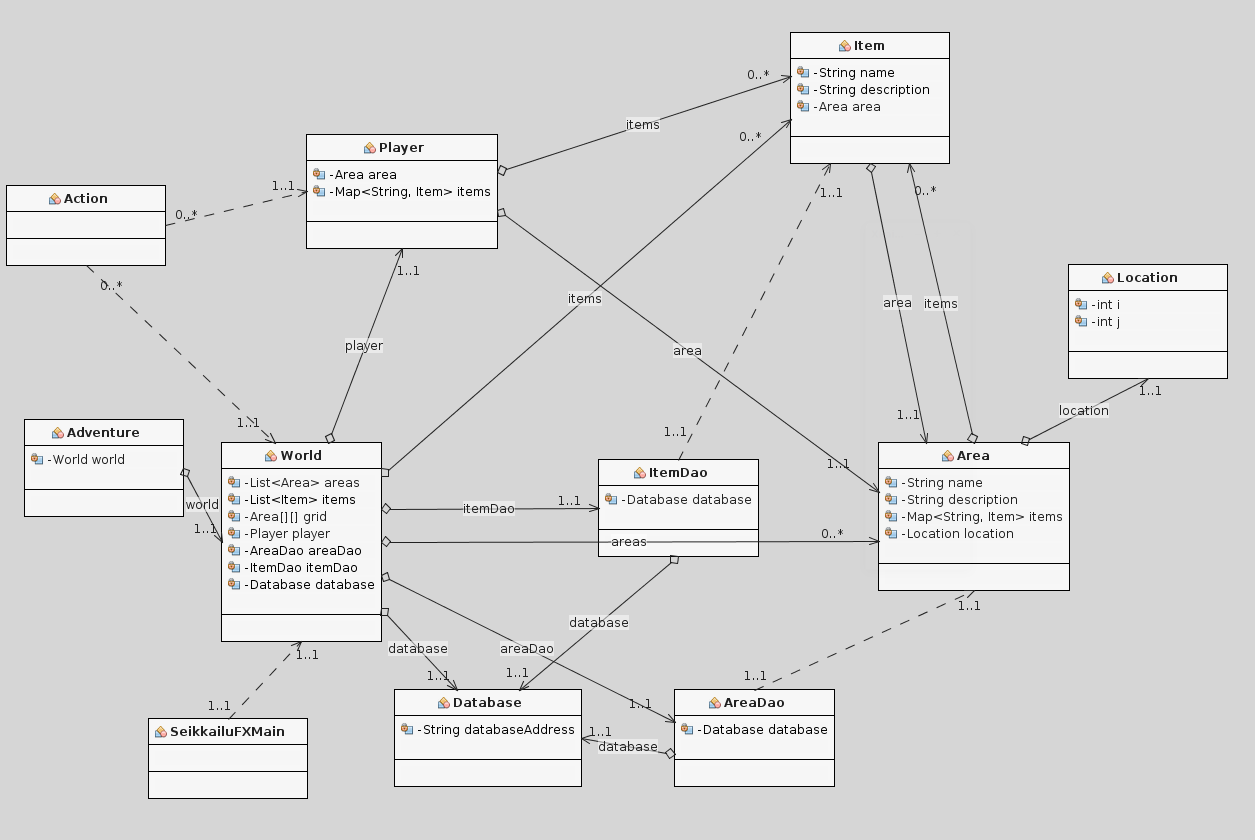 Item
-String name
-String description
-Area area
0..*
items
0..*
Player
-Area area
-Map<String, Item> items
Action
1..1
0..*
1..1
0..*
1..1
0..*
Location
-int i
-int j
items
area
items
player
area
1..1
location
1..1
1..1
1..1
1..1
Adventure
-World world
world
1..1
World
-List<Area> areas
-List<Item> items
-Area[][] grid
-Player player
-AreaDao areaDao
-ItemDao itemDao
-Database database
itemDao
1..1
ItemDao
-Database database
areas
0..*
Area
-String name
-String description
-Map<String, Item> items
-Location location
1..1
database
1..1
database
areaDao
1..1
1..1
1..1
1..1
1..1
SeikkailuFXMain
Database
-String databaseAddress
AreaDao
-Database database
1..1
database